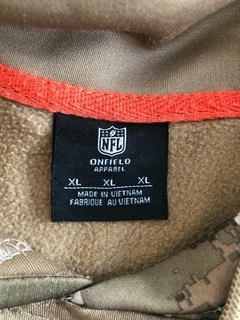 NFL
ONFIELD
APPAREL
XL XL XL
MADE IN VIETNAM
FABRIQUE AU VIETNAM